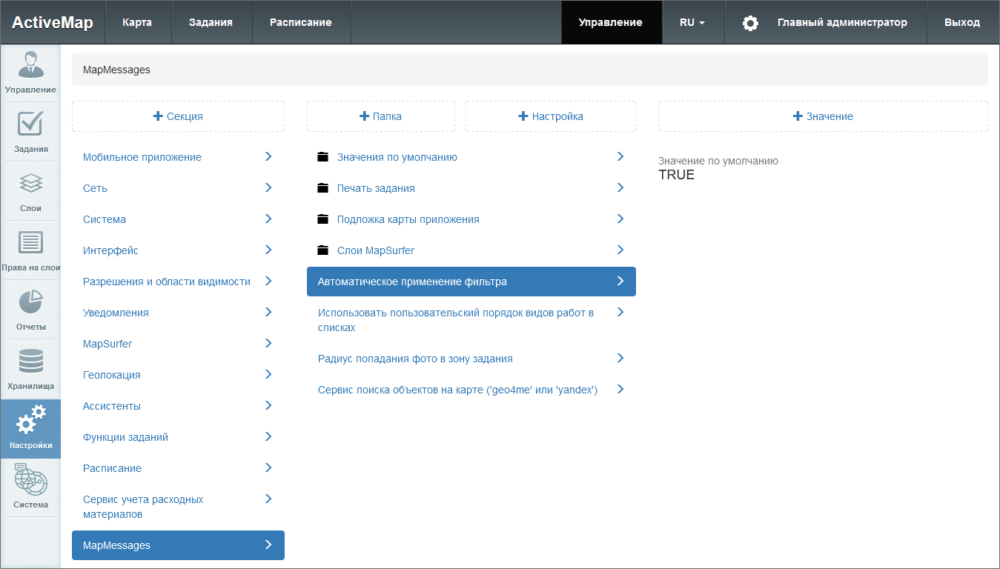 ActiveMap
Карта
Задания
Расписание
Управление
RU
Главный администратор
Выход
Управление
Задания
Слои
Права на слои
Отчеты
Хранилища
Настройки
Система
MapMessages
Секция
Папка
Настройка
Значение
Мобильное приложение
Сеть
Система
Интерфейс
Разрешения и области видимости
Уведомления
MapSurfer
Геолокация
Ассистенты
Функции заданий
Расписание
Сервис учета расходных
материалов
MapMessages
Значения по умолчанию
Печать задания
Подложка карты приложения
Слои MapSurfer
Автоматическое применение фильтра
Использовать пользовательский порядок видов работ в
списках
Радиус попадания фото в зону задания
Сервис поиска объектов на карте ('geo4me' или 'yandex')
Значение по умолчанию
TRUE